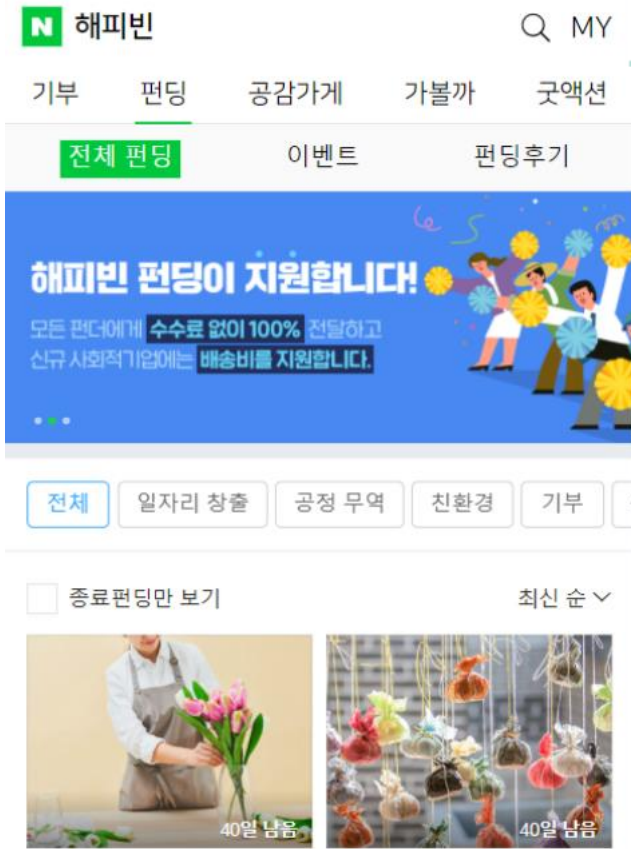 N 해피빈 MY
기부 펀딩 공감가게 가볼까 굿액션
전체 펀딩 이벤트 펀딩후기
해피빈 펀딩이 지원합니다!
모든 펀더에게 수수료 없이 100% 전달하고
신규 사회적기업에는 배송비를 지원합니다.
전체 일자리 창출 공정 무역 친환경 기부
종료펀딩만 보기 최신 순
40일 남음 40일 남음